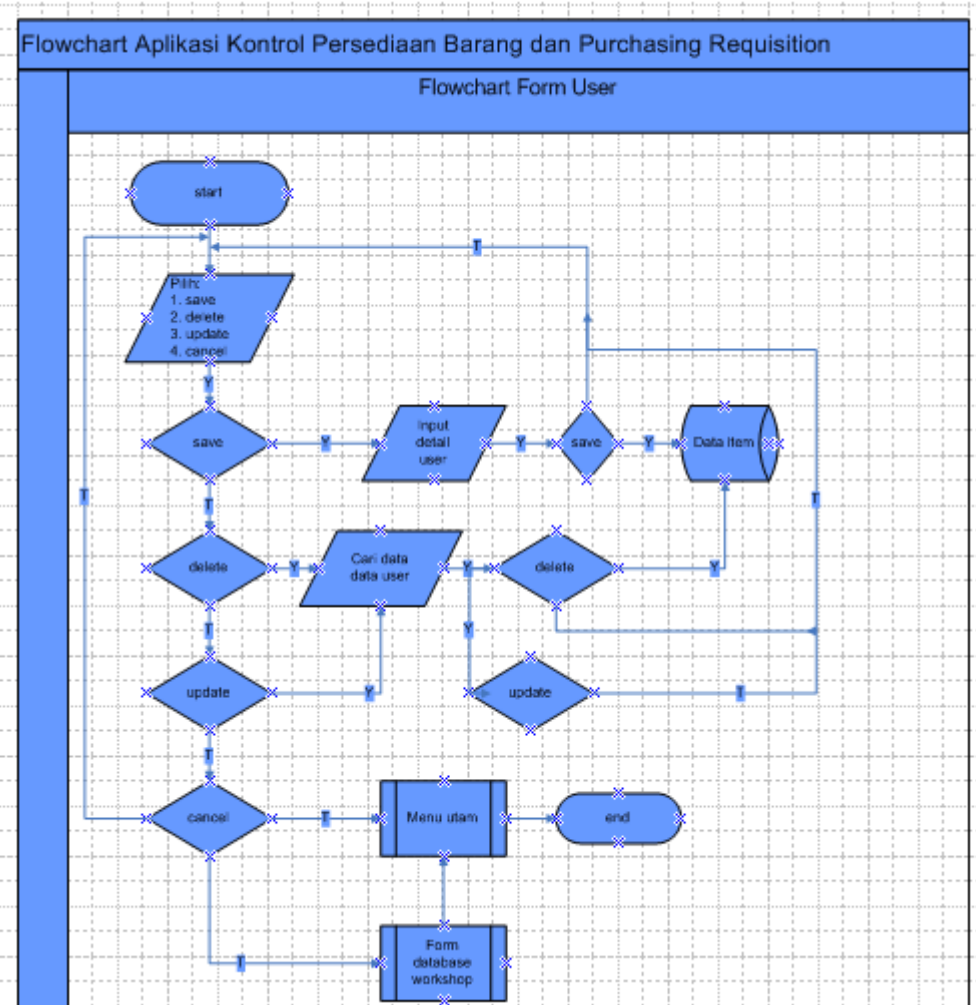 Flowchart Aplikasi Kontrol Persediaan Barang dan Purchasing Requisition
Flowchart Form User
start
T
Pilih:
1. save
2. delete
3. update
4. cancel
Y
save
Y
Input
detail
user
Y
save
Y
Data Item
T
T
T
delete
Y
Cari data
data user
Y
delete
Y
T
Y
update
Y
update
T
T
cancel
T
Menu utam
end
T
Form
database
workshop